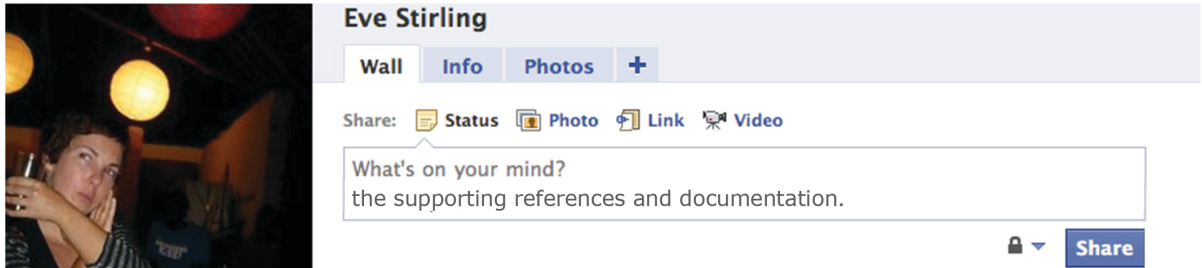 Eve Stirling
Wall Info Photos +
Share: Status Photo Link Video
What's on your mind?
the supporting references and documentation.
Share